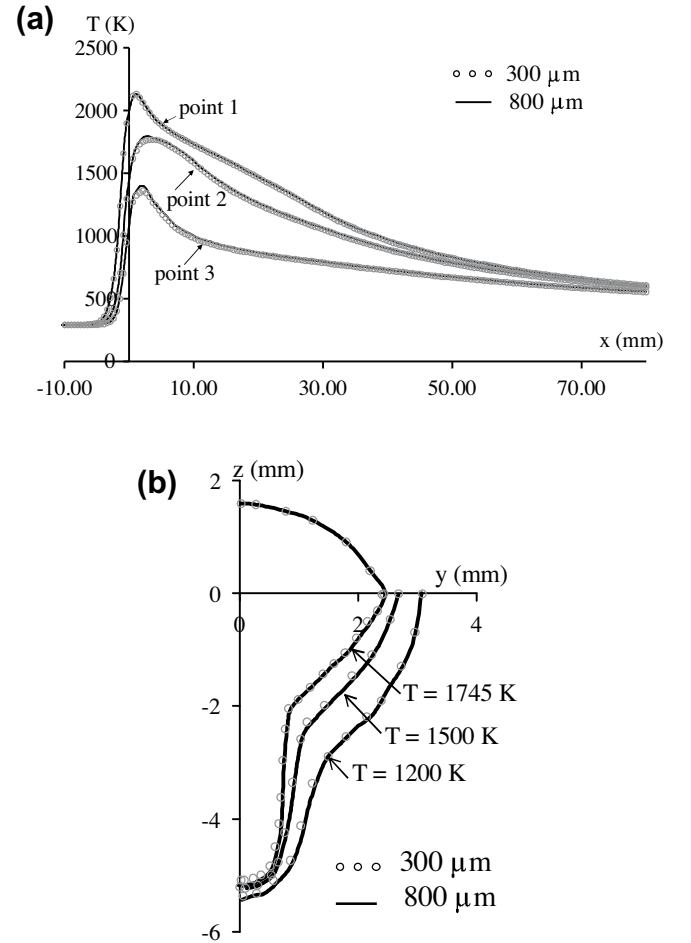 (a)
T (K)
2500
2000
1500
1000
500
0
-10.00 10.00 30.00 50.00 70.00
x (mm)
300 µm
800 µm
point 1
point 2
point 3
(b)
z (mm)
2
0
-2
-4
-6
y (mm)
0 2 4
T = 1745 K
T = 1500 K
T = 1200 K
300 µm
800 µm